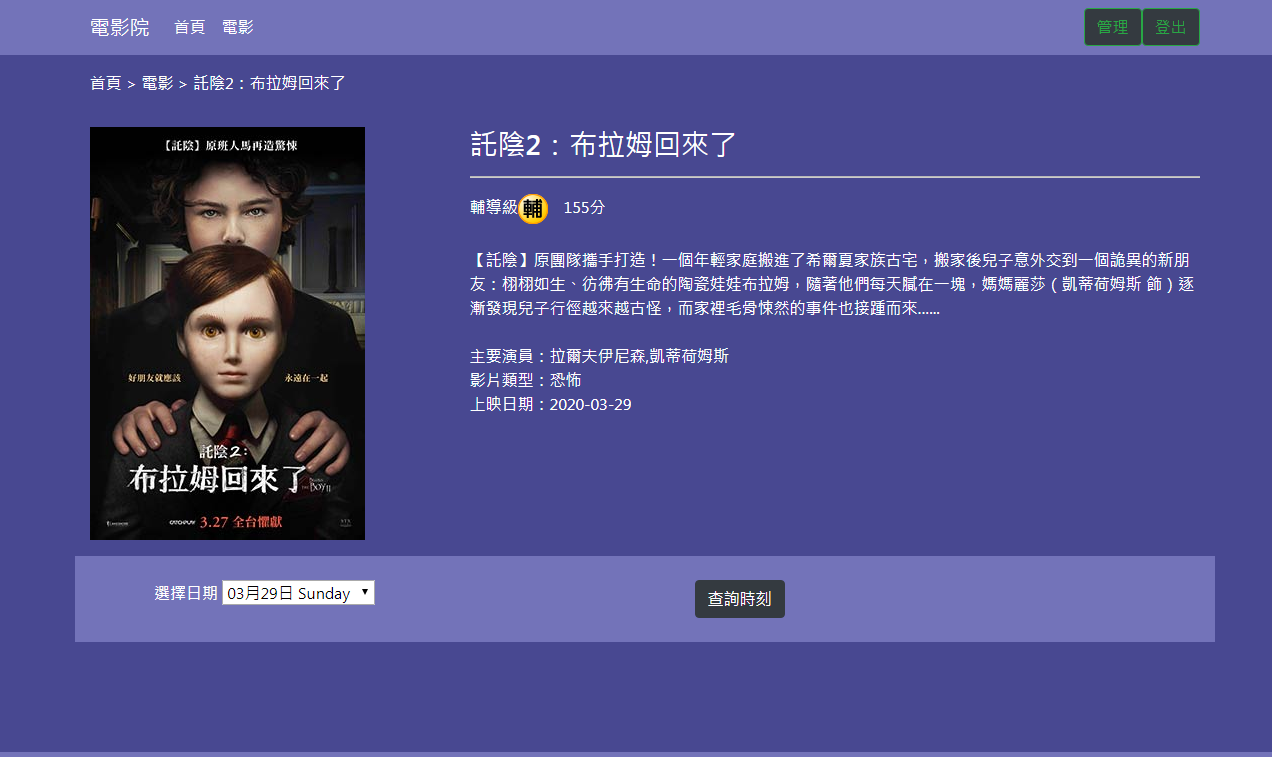 電影院 首頁 電影 管理 登出
首頁 > 電影 > 託陰2：布拉姆回來了
【託陰】原班人馬再造驚悚
好朋友就應該 永遠在一起
託陰2:
布拉姆回來了
CATCHPLAY 3.27 全台懼獻
託陰2：布拉姆回來了
輔導級 輔 155分
【託陰】原團隊攜手打造！一個年輕家庭搬進了希爾夏家族古宅，搬家後兒子意外交到一個詭異的新朋
友：栩栩如生、彷彿有生命的陶瓷娃娃布拉姆，隨著他們每天膩在一塊，媽媽麗莎（凱蒂荷姆斯 飾）逐
漸發現兒子行徑越來越古怪，而家裡毛骨悚然的事件也接踵而來......
主要演員：拉爾夫伊尼森,凱蒂荷姆斯
影片類型：恐怖
上映日期：2020-03-29
選擇日期 03月29日 Sunday 查詢時刻